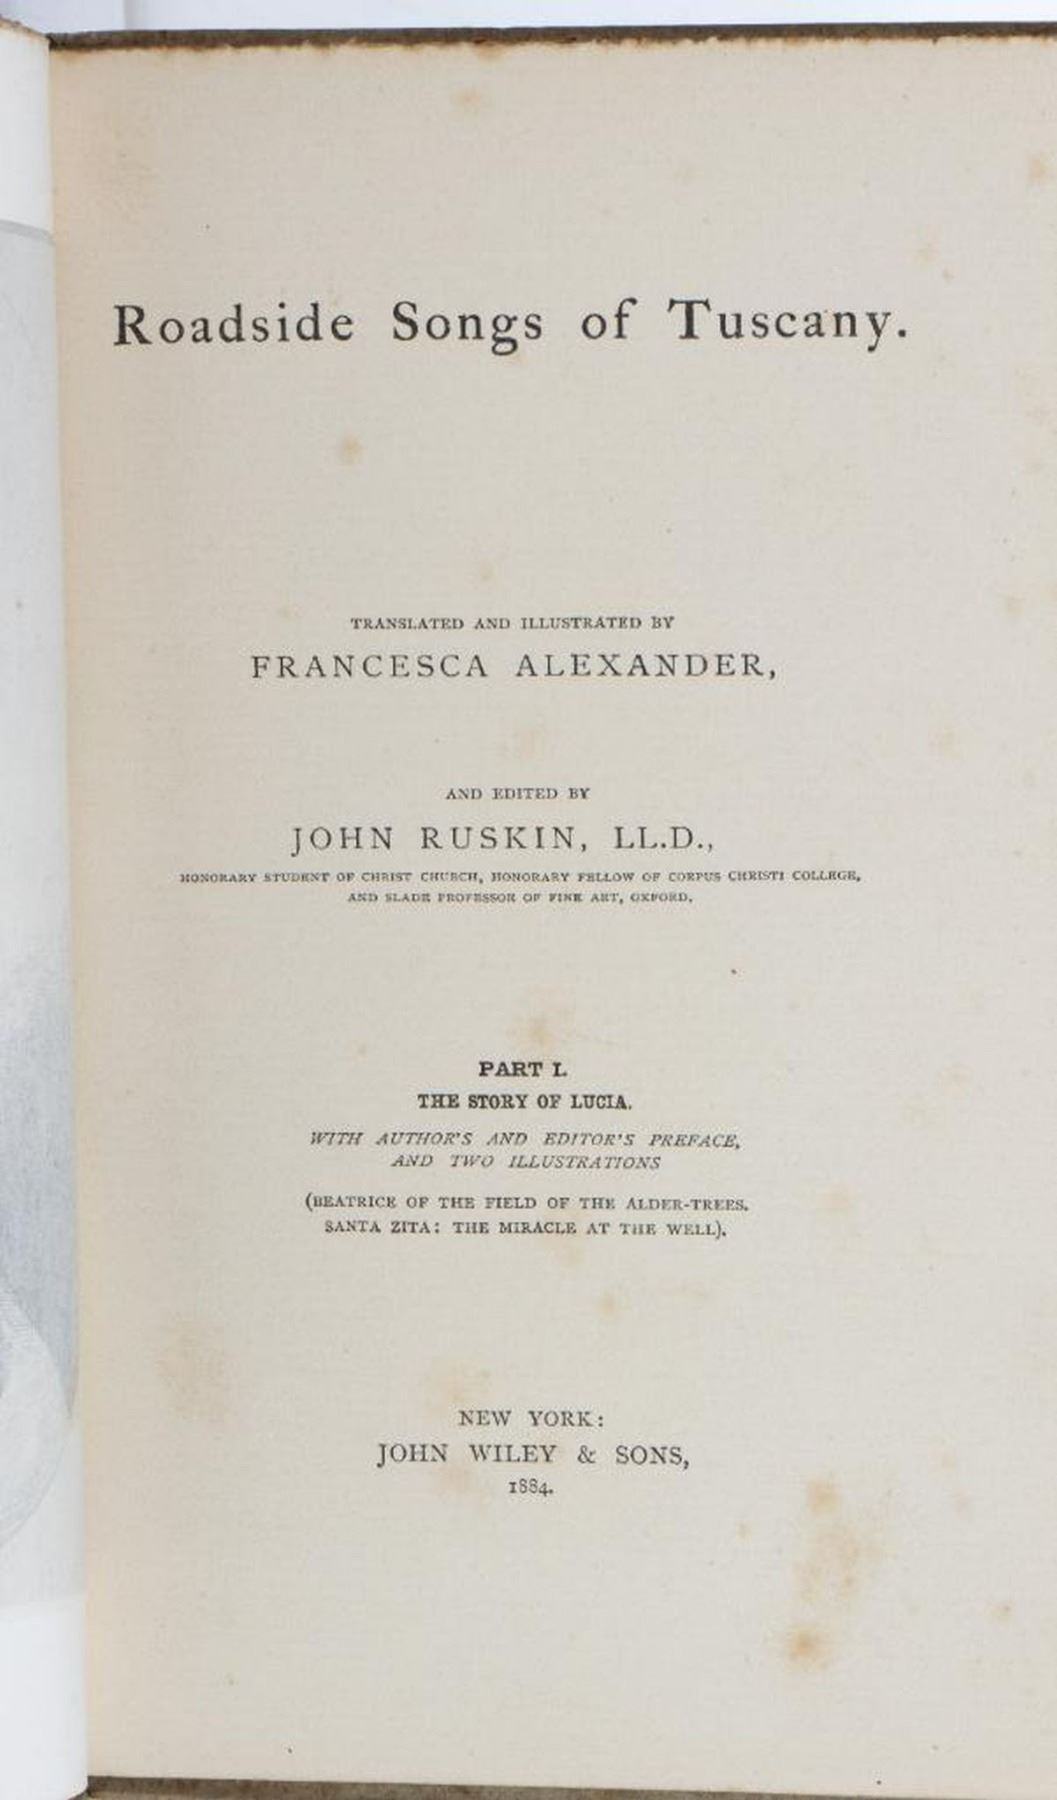 Roadside Songs of Tuscany.
TRANSLATED AND ILLUSTRATED BY
FRANCESCA ALEXANDER,
AND EDITED BY
JOHN RUSKIN, LL.D.,
HONORARY STUDENT OF CHRIST CHURCH, HONORARY FELLOW OF CORPUS CHRISTI COLLEGE,
AND SLADE PROFESSOR OF FINE ART, OXFORD.
PART I.
THE STORY OF LUCIA.
WITH AUTHOR'S AND EDITOR'S PREFACE,
AND TWO ILLUSTRATIONS
(BEATRICE OF THE FIELD OF THE ALDER-TREES.
SANTA ZITA: THE MIRACLE AT THE WELL).
NEW YORK:
JOHN WILEY & SONS,
1884.